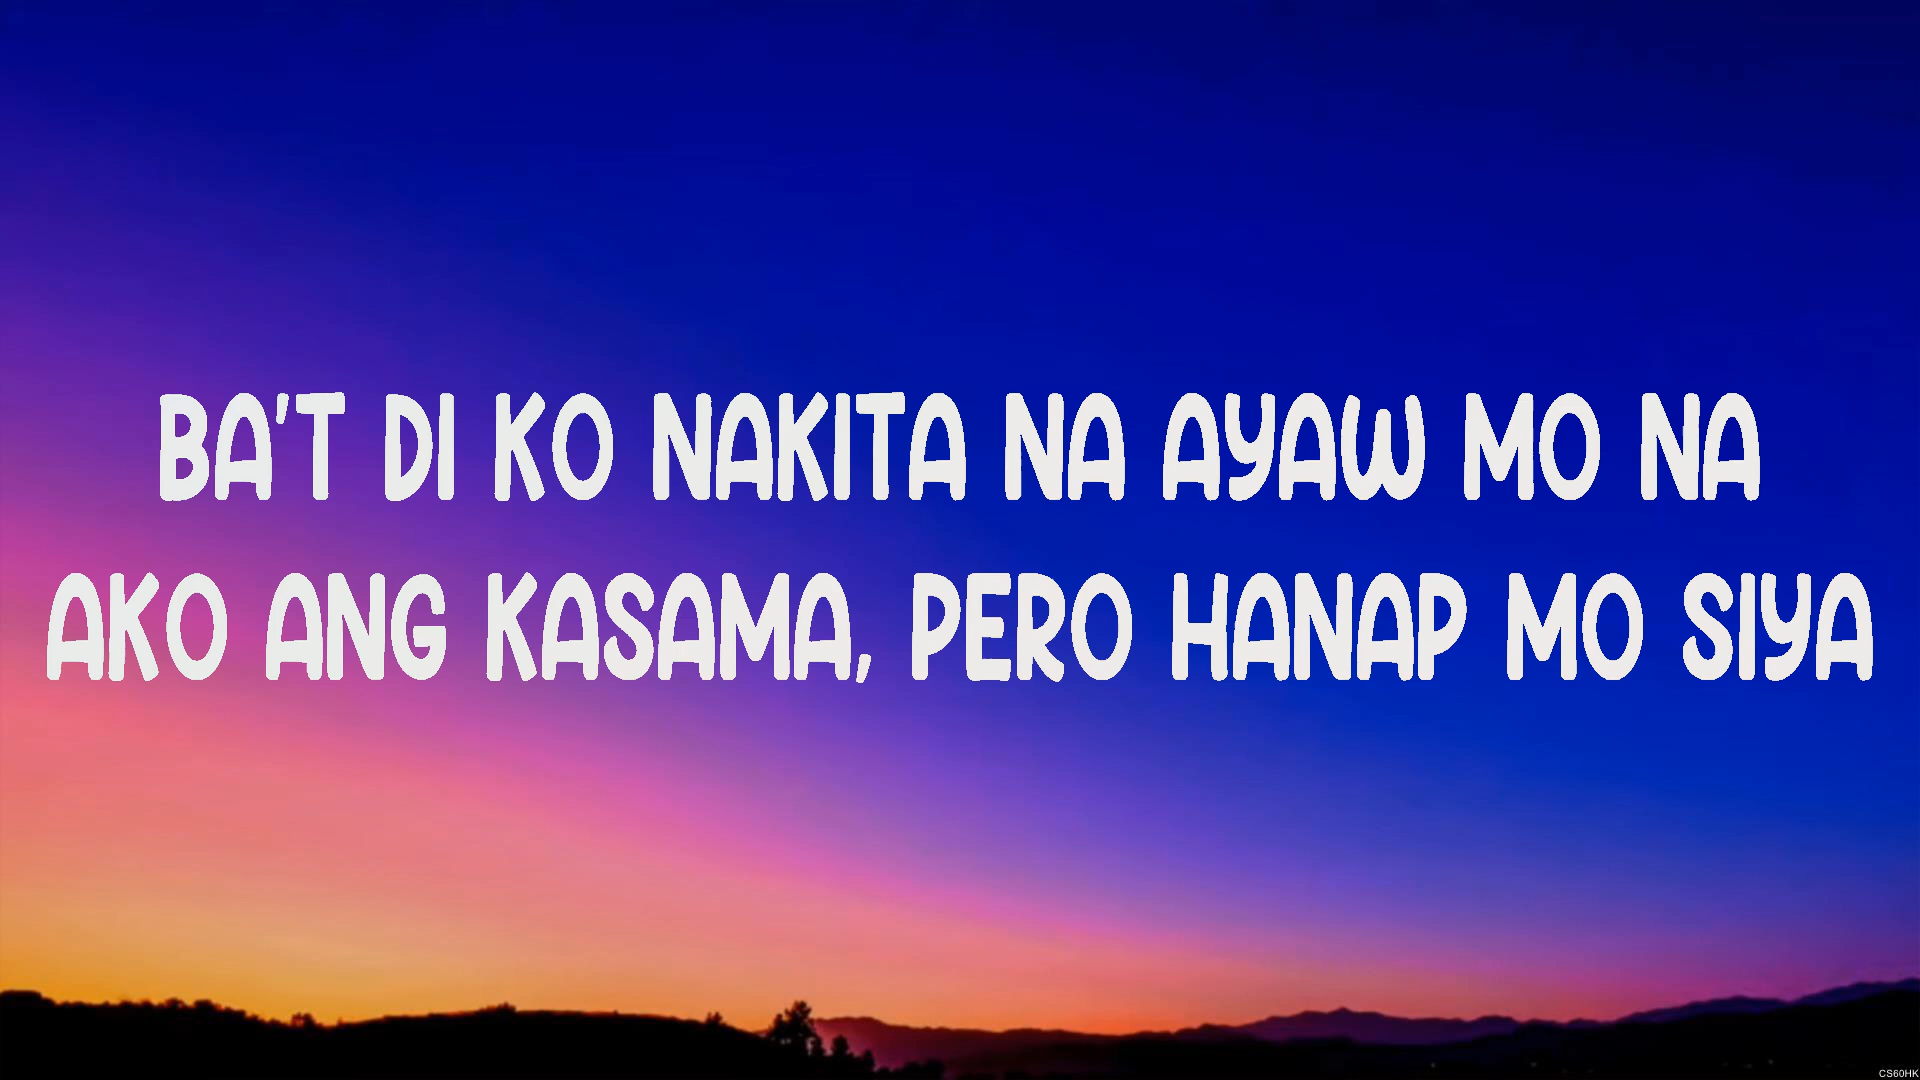 BA'T DI KO NAKITA NA AYAW MO NA
AKO ANG KASAMA, PERO HANAP MO SIYA
CS60HK